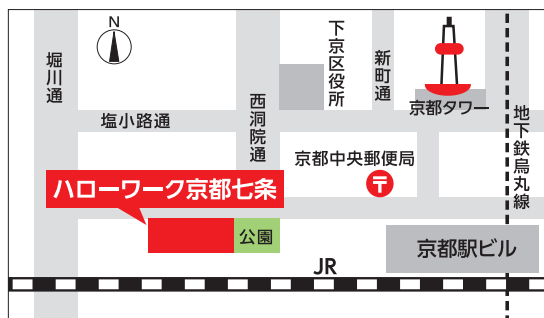 N
堀川通
塩小路通
西洞院通
下京区役所
新町通
京都タワー
地下鉄烏丸線
京都中央郵便局
〒
ハローワーク京都七条
公園
京都駅ビル
JR